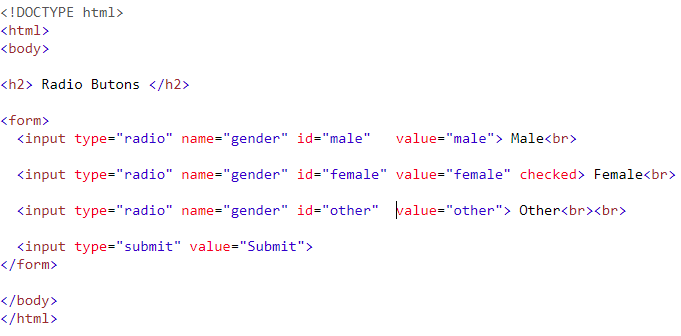 <!DOCTYPE html>
<html>
<body>
<h2> Radio Butons </h2>
<form>
<input type="radio" name="gender" id="male"   value="male"> Male<br>
<input type="radio" name="gender" id="female" value="female" checked> Female<br>
<input type="radio" name="gender" id="other"  value="other"> Other<br><br>
<input type="submit" value="Submit">
</form>
</body>
</html>